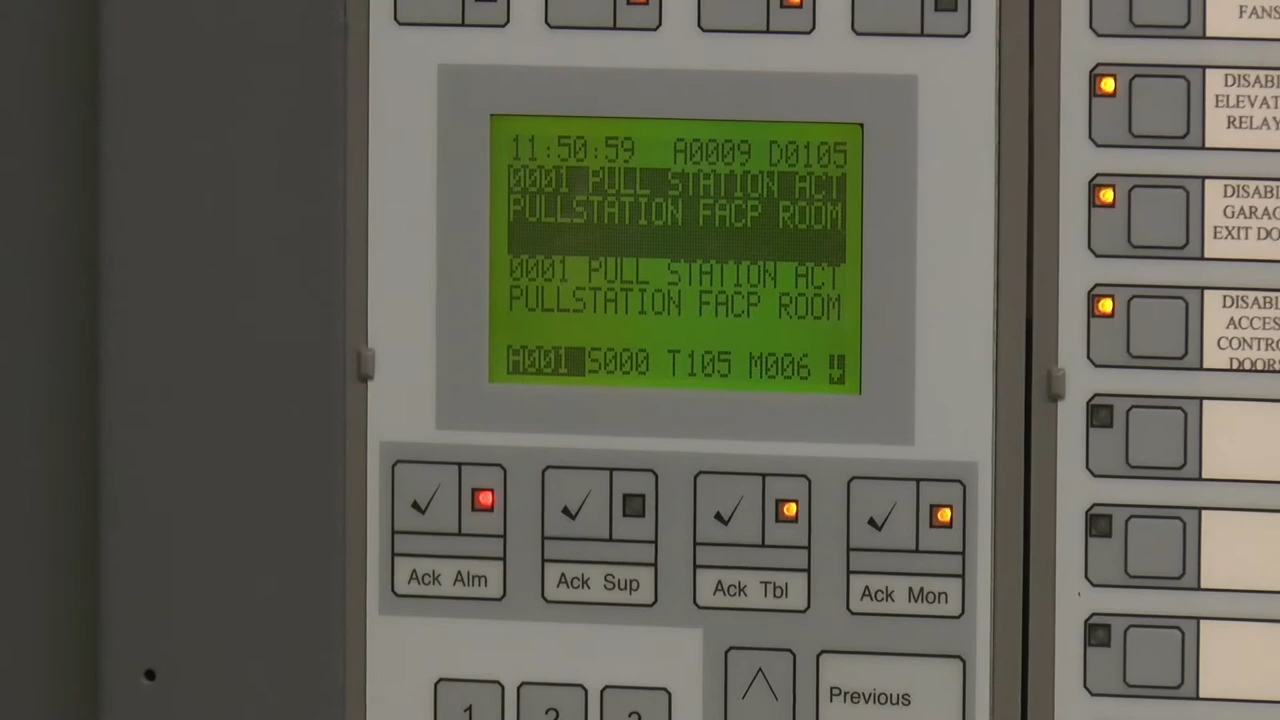 11:50:59 A0009 D0105
0001 PULL STATION ACT
PULLSTATION FACP ROOM
0001 PULL STATION ACT
PULLSTATION FACP ROOM
A001 S000 T105 M006
Ack Alm
Ack Sup
Ack Tbl
Ack Mon
1 2 3
Previous
FANS
DISABL
ELEVAT
RELAY
DISABL
GARAG
EXIT DO
DISABL
ACCES
CONTRO
DOORS